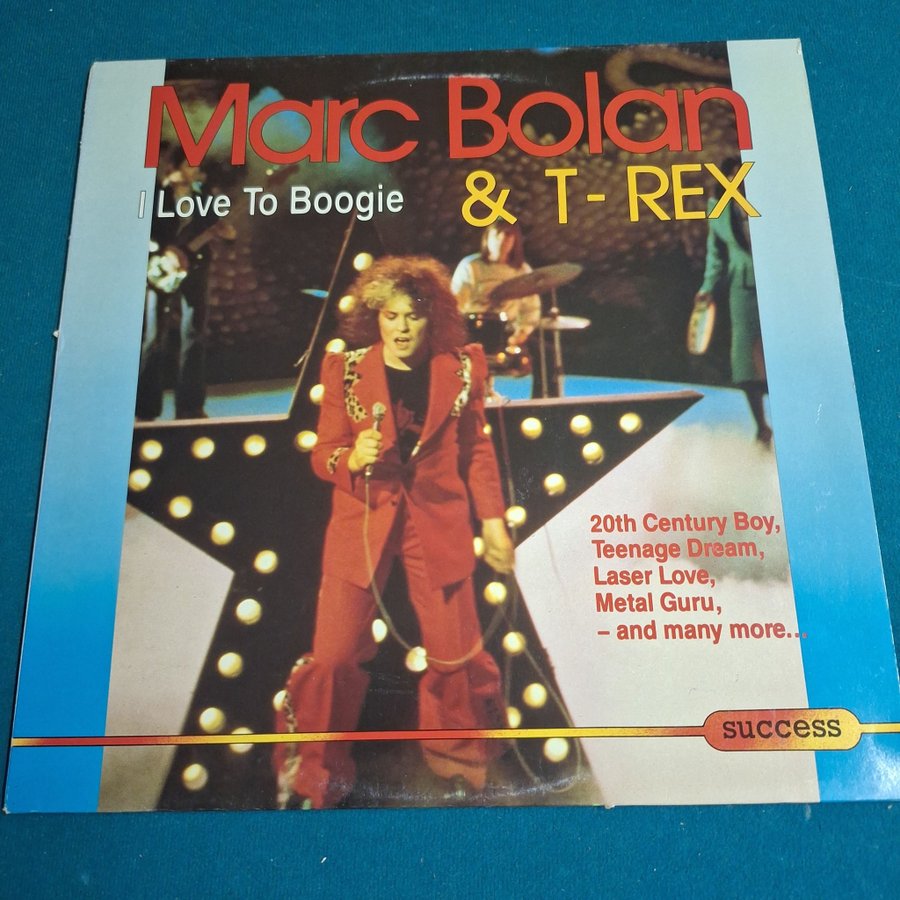 Marc Bolan
& T-REX
I Love To Boogie
20th Century Boy,
Teenage Dream,
Laser Love,
Metal Guru,
– and many more...
success